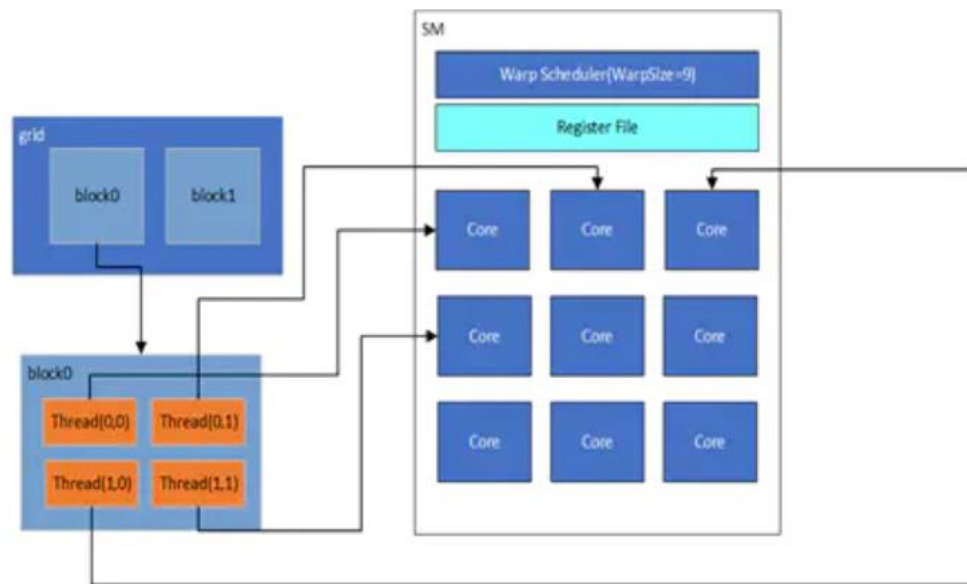 SM
Warp Scheduler(WarpSize=9)
Register File
grid
block0
block1
Core
Core
Core
Core
Core
Core
Core
Core
Core
block0
Thread(0,0)
Thread(0,1)
Thread(1,0)
Thread(1,1)